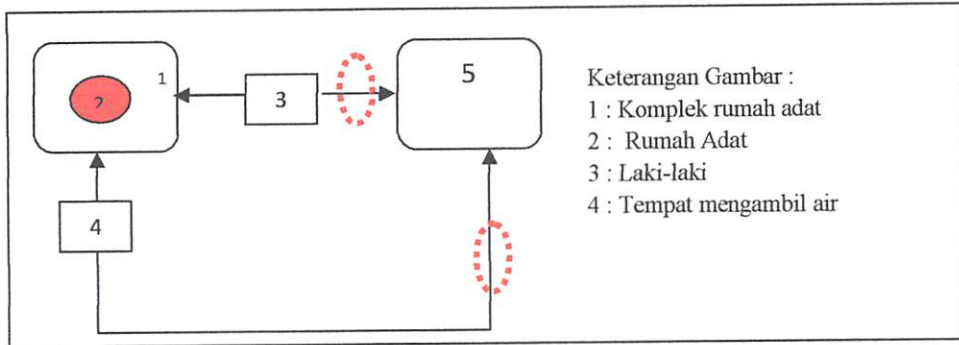 1
2
3
5
4
Keterangan Gambar :
1 : Komplek rumah adat
2 : Rumah Adat
3 : Laki-laki
4 : Tempat mengambil air